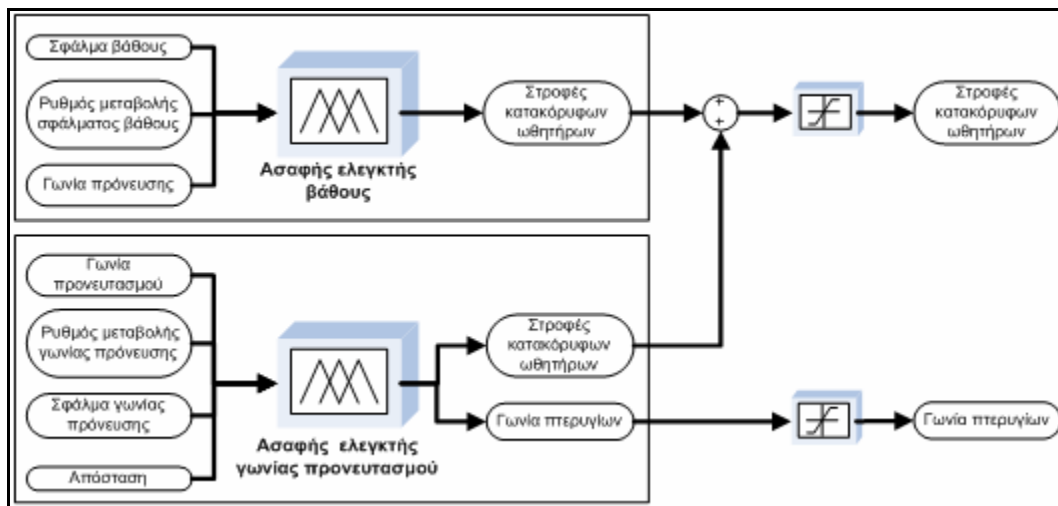 Σφάλμα βάθους
Ρυθμός μεταβολής
σφάλματος βάθους
Γωνία πρόνευσης
Ασαφής ελεγκτής
βάθους
Στροφές
κατακόρυφων
ωθητήρων
+
+
Στροφές
κατακόρυφων
ωθητήρων
Γωνία
προνευτασμού
Ρυθμός μεταβολής
γωνίας πρόνευσης
Σφάλμα γωνίας
πρόνευσης
Απόσταση
Ασαφής ελεγκτής
γωνίας προνευτασμού
Στροφές
κατακόρυφων
ωθητήρων
Γωνία πτερυγίων
Γωνία πτερυγίων